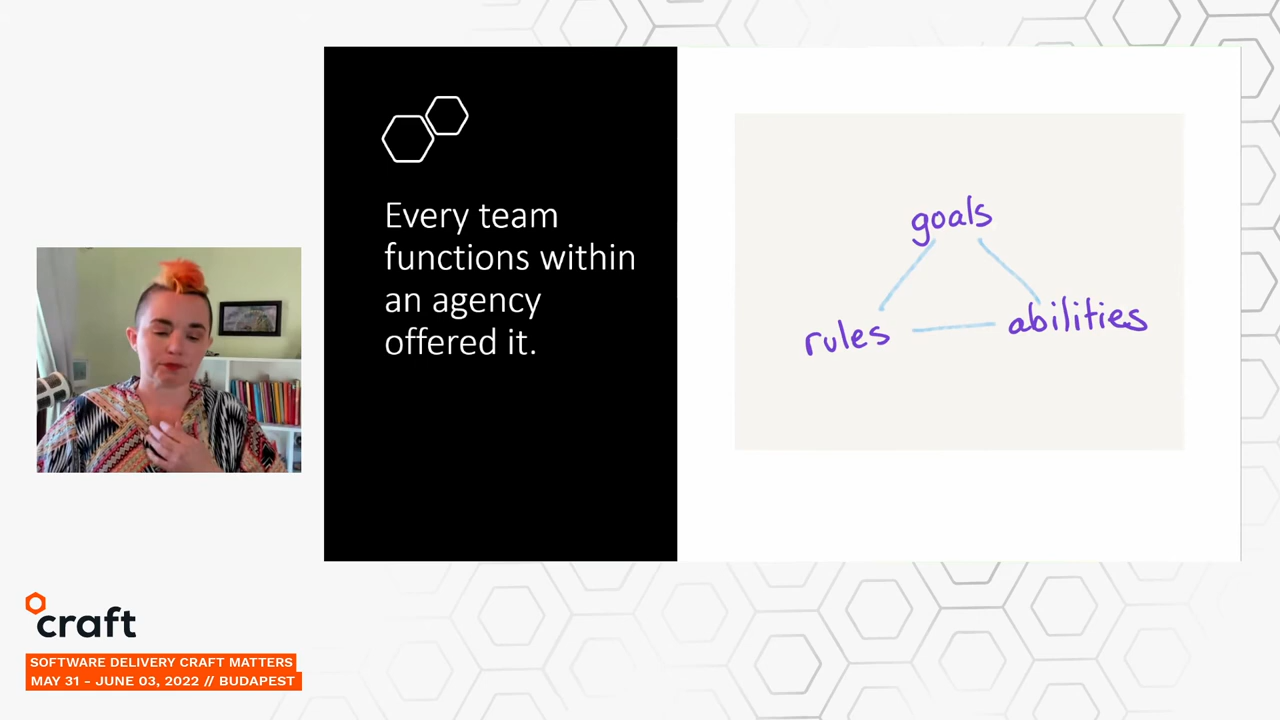 Every team
functions within
an agency
offered it.
goals
rules
abilities
craft
SOFTWARE DELIVERY CRAFT MATTERS
MAY 31 - JUNE 03, 2022 // BUDAPEST